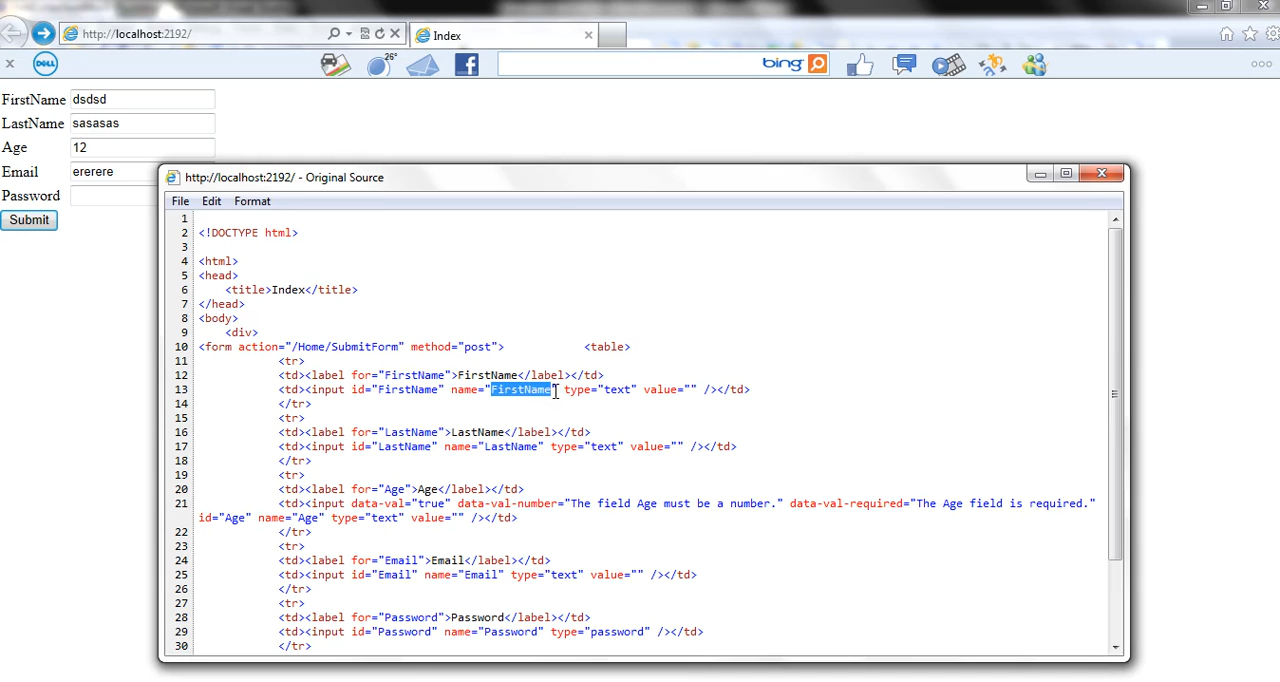 http://localhost:2192/
Index
DELL
26°
bing
FirstName dsdsd
LastName sasasas
Age 12
Email ererere
Password
Submit
http://localhost:2192/ - Original Source
File Edit Format
1
2 <!DOCTYPE html>
3
4 <html>
5 <head>
6 <title>Index</title>
7 </head>
8 <body>
9 <div>
10 <form action="/Home/SubmitForm" method="post"> <table>
11 <tr>
12 <td><label for="FirstName">FirstName</label></td>
13 <td><input id="FirstName" name="FirstName" type="text" value="" /></td>
14 </tr>
15 <tr>
16 <td><label for="LastName">LastName</label></td>
17 <td><input id="LastName" name="LastName" type="text" value="" /></td>
18 </tr>
19 <tr>
20 <td><label for="Age">Age</label></td>
21 <td><input data-val="true" data-val-number="The field Age must be a number." data-val-required="The Age field is required."
id="Age" name="Age" type="text" value="" /></td>
22 </tr>
23 <tr>
24 <td><label for="Email">Email</label></td>
25 <td><input id="Email" name="Email" type="text" value="" /></td>
26 </tr>
27 <tr>
28 <td><label for="Password">Password</label></td>
29 <td><input id="Password" name="Password" type="password" /></td>
30 </tr>